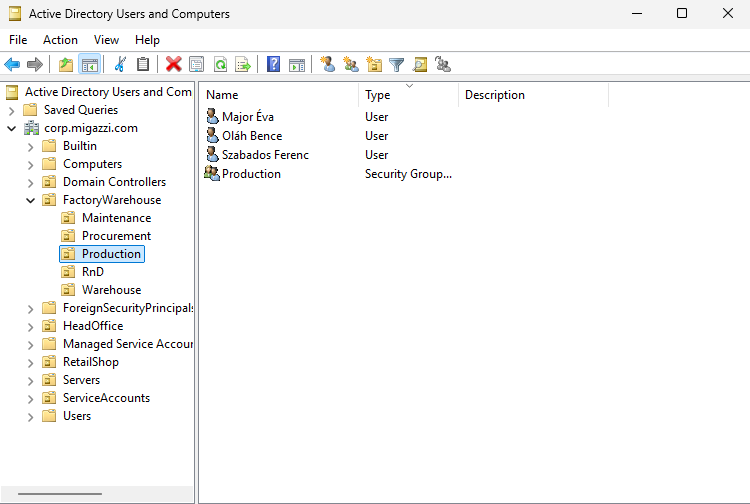 Active Directory Users and Computers
File Action View Help
Active Directory Users and Com
Saved Queries
corp.migazzi.com
Builtin
Computers
Domain Controllers
FactoryWarehouse
Maintenance
Procurement
Production
RnD
Warehouse
ForeignSecurityPrincipals
HeadOffice
Managed Service Accour
RetailShop
Servers
ServiceAccounts
Users
Name Type Description
Major Éva User
Oláh Bence User
Szabados Ferenc User
Production Security Group...